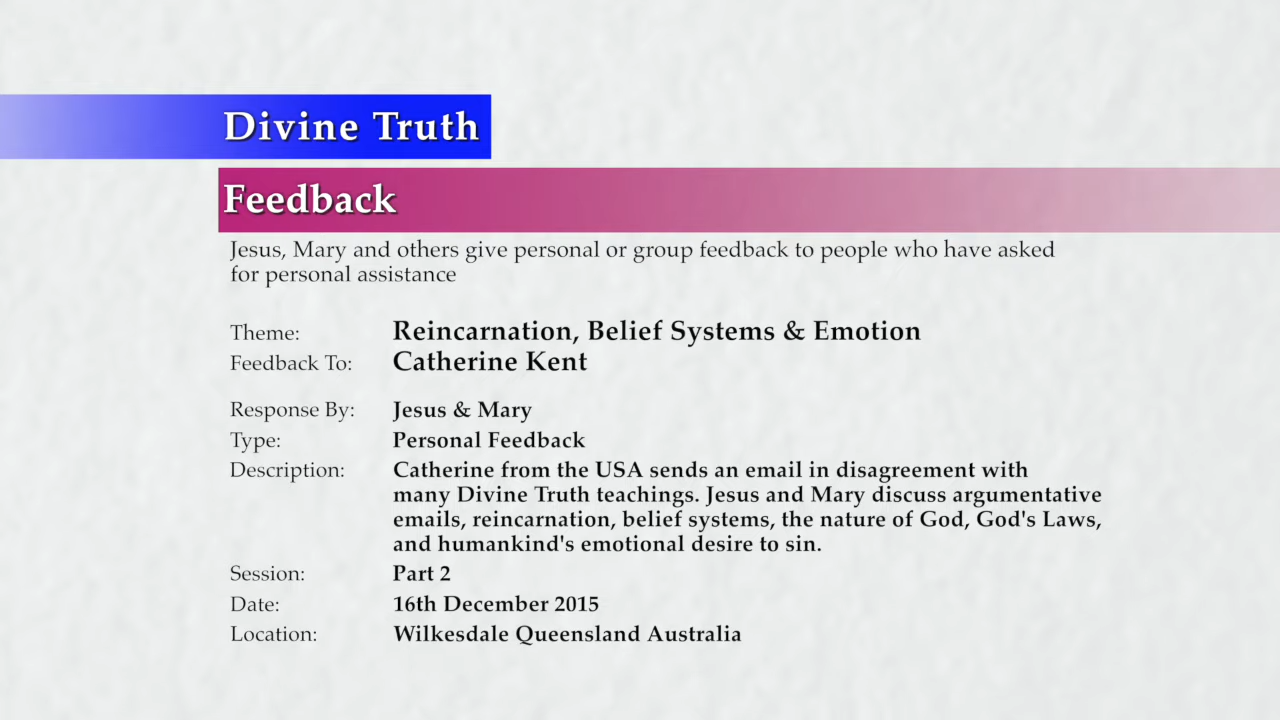 Divine Truth
Feedback
Jesus, Mary and others give personal or group feedback to people who have asked
for personal assistance
Theme: Reincarnation, Belief Systems & Emotion
Feedback To: Catherine Kent
Response By: Jesus & Mary
Type: Personal Feedback
Description: Catherine from the USA sends an email in disagreement with
many Divine Truth teachings. Jesus and Mary discuss argumentative
emails, reincarnation, belief systems, the nature of God, God's Laws,
and humankind's emotional desire to sin.
Session: Part 2
Date: 16th December 2015
Location: Wilkesdale Queensland Australia